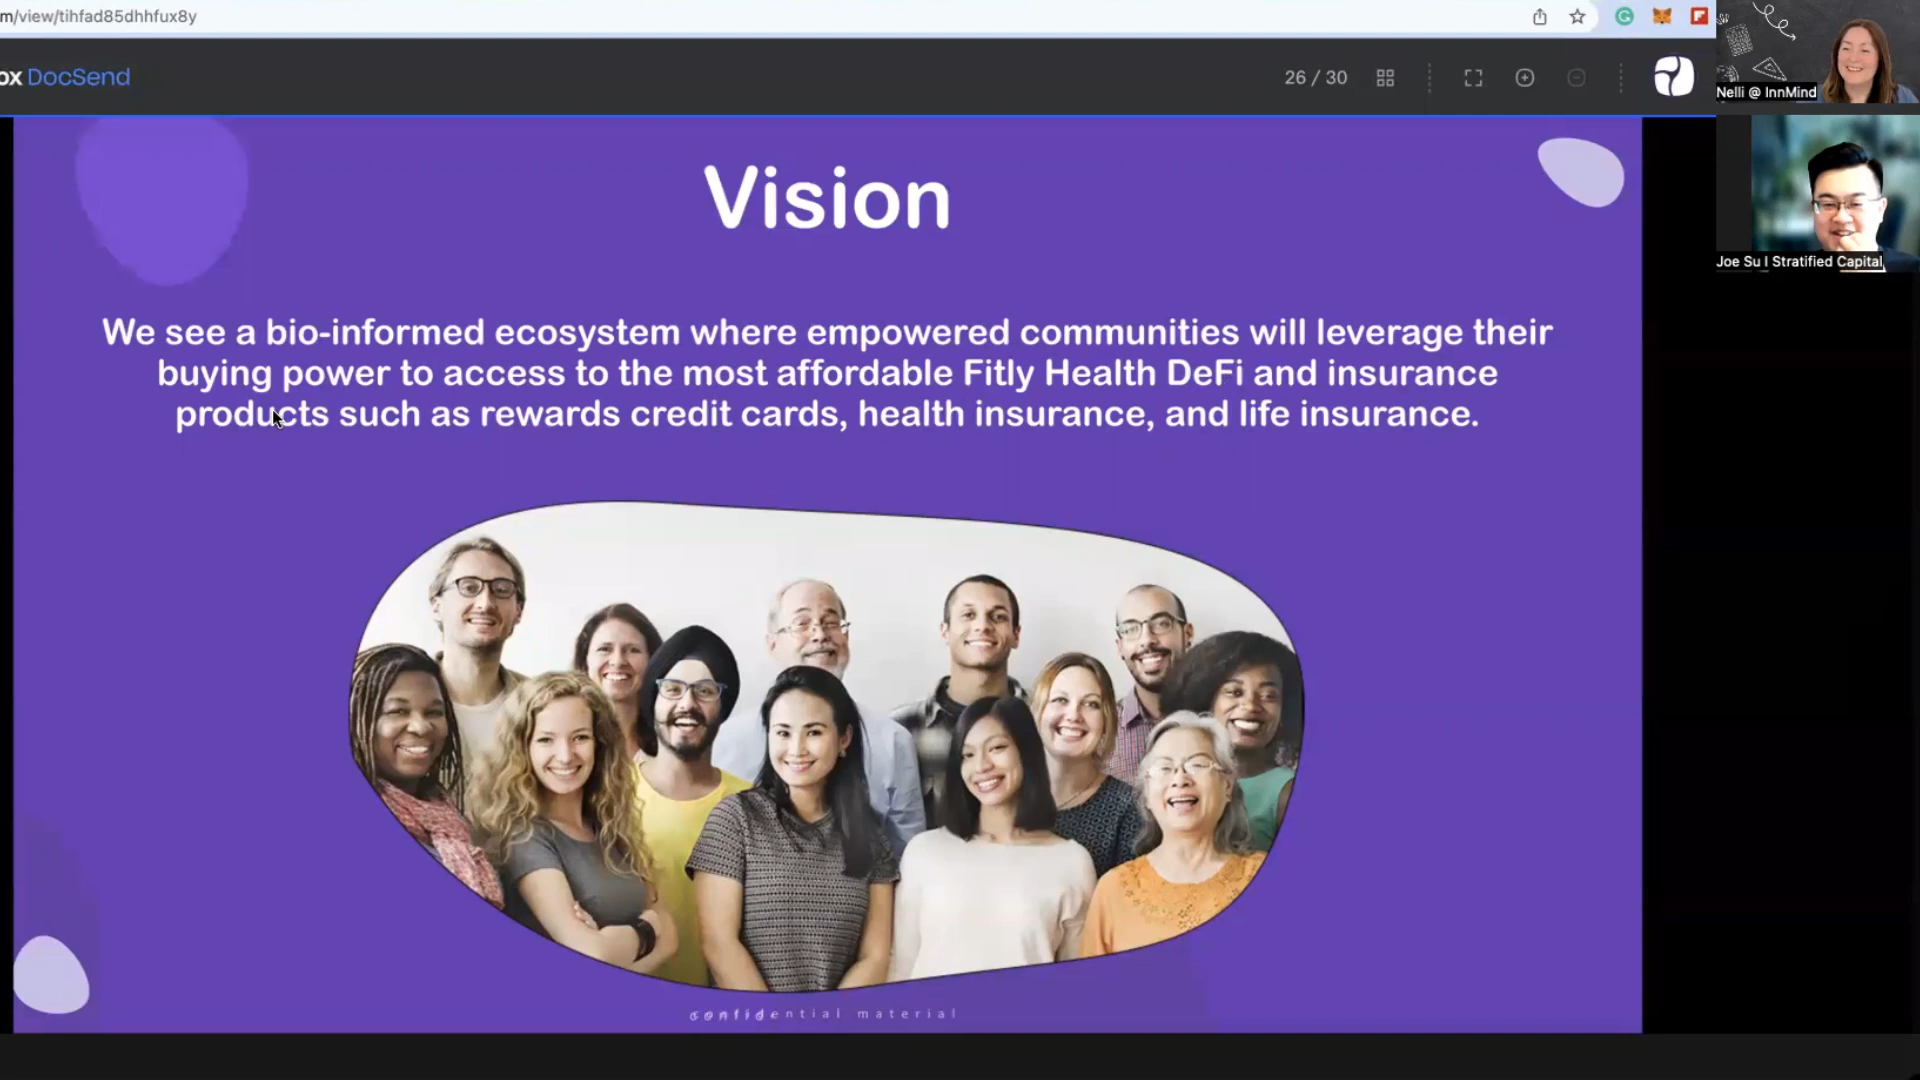 m/view/tihfad85dhhfux8y
ox DocSend
26 / 30
Nelli @ InnMind
Joe Su I Stratified Capital
Vision
We see a bio-informed ecosystem where empowered communities will leverage their
buying power to access to the most affordable Fitly Health DeFi and insurance
products such as rewards credit cards, health insurance, and life insurance.
confidential material